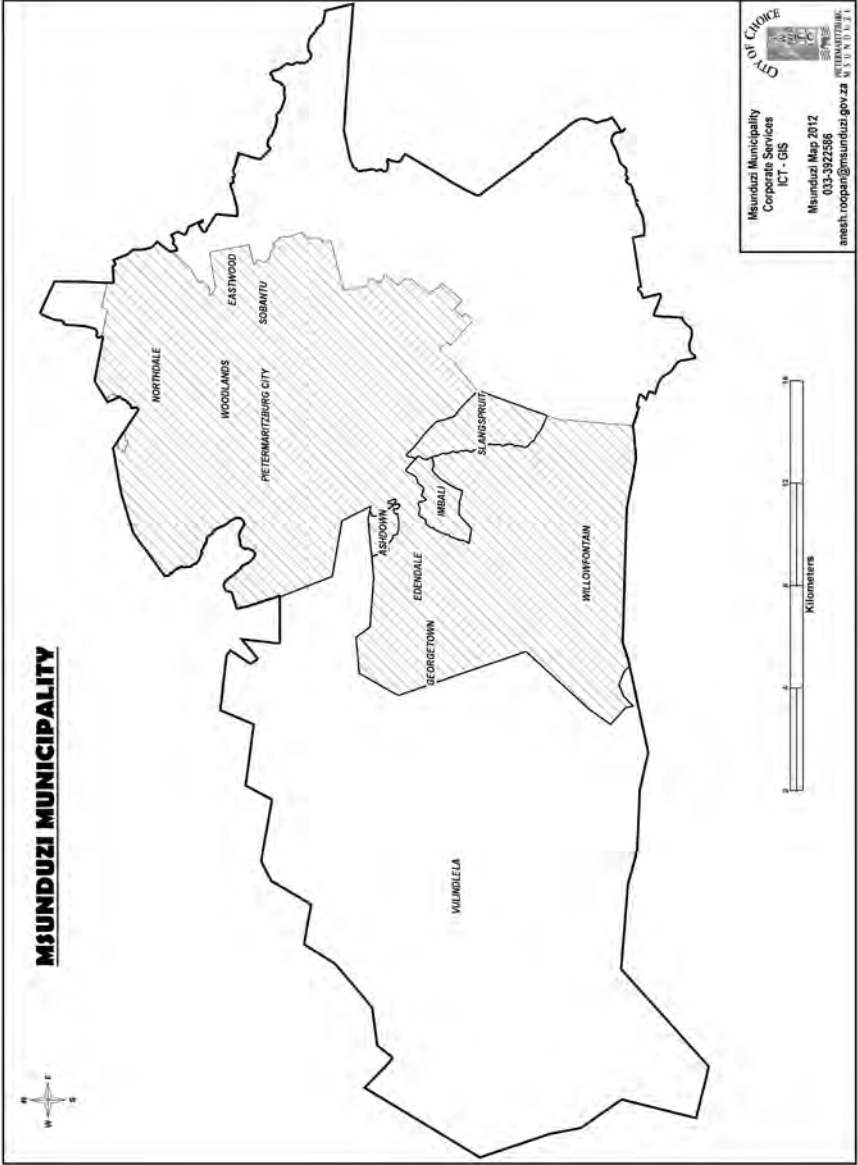 MSUNDUZI MUNICIPALITY
N
W
E
S
NORTHDALE
EASTWOOD
WOODLANDS
SOBANTU
PIETERMARITZBURG CITY
ASHDOWN
IMBALI
SLANGSPRUIT
EDENDALE
GEORGETOWN
WILLOWFONTAIN
VULINDLELA
0
4
8
12
16
Kilometers
Msunduzi Municipality
Corporate Services
ICT - GIS
Msunduzi Map 2012
033-3922586
anesh.roopan@msunduzi.gov.za
CITY OF CHOICE
PIETERMARITZBURG
MSUNDUZI